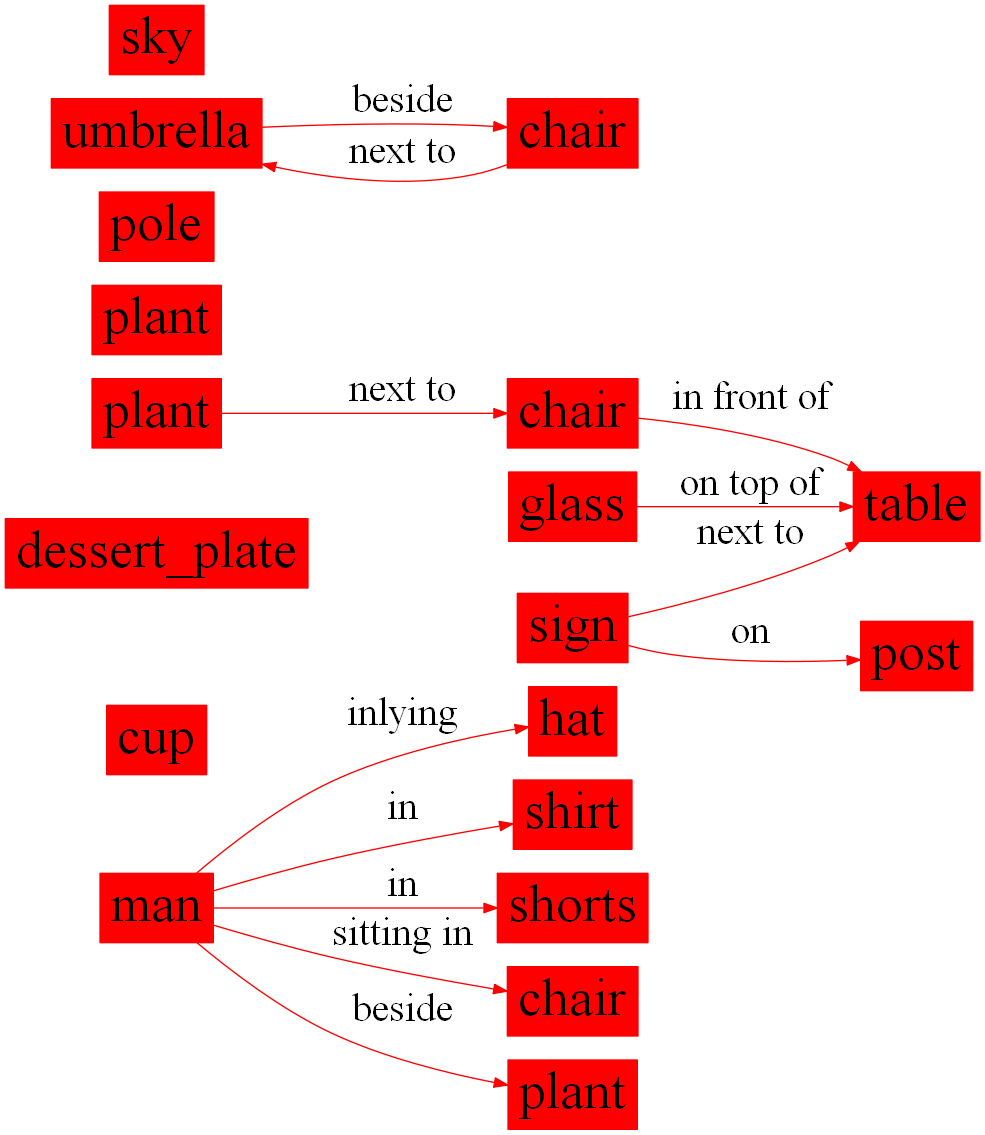 sky
umbrella
beside
chair
next to
pole
plant
plant
next to
chair
in front of
glass
on top of
table
next to
dessert_plate
sign
on
post
inlying
hat
cup
in
shirt
man
in
shorts
sitting in
chair
beside
plant